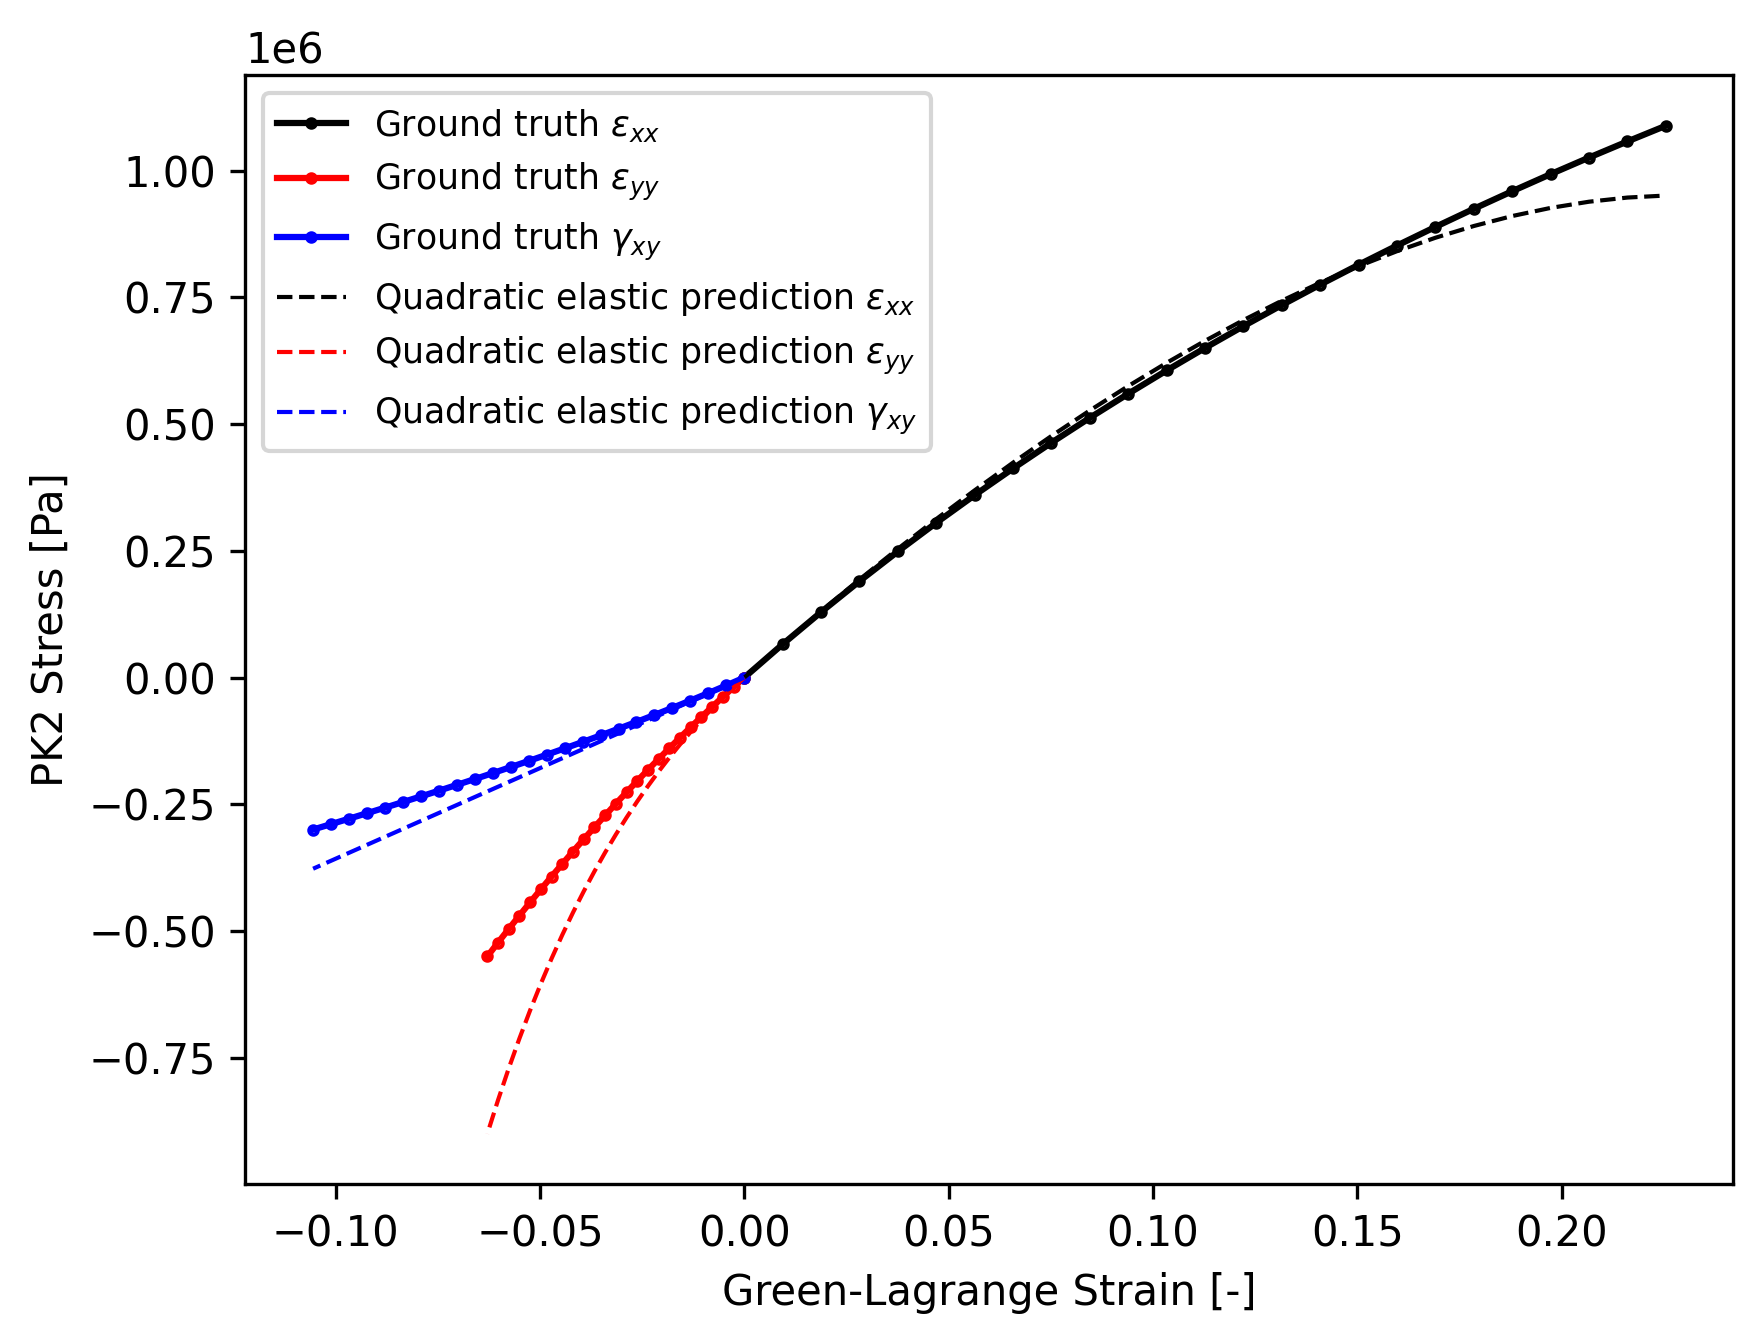 1e6
Ground truth εxx
Ground truth εyy
Ground truth γxy
Quadratic elastic prediction εxx
Quadratic elastic prediction εyy
Quadratic elastic prediction γxy
1.00
0.75
0.50
0.25
0.00
−0.25
−0.50
−0.75
PK2 Stress [Pa]
−0.10 −0.05 0.00 0.05 0.10 0.15 0.20
Green-Lagrange Strain [-]